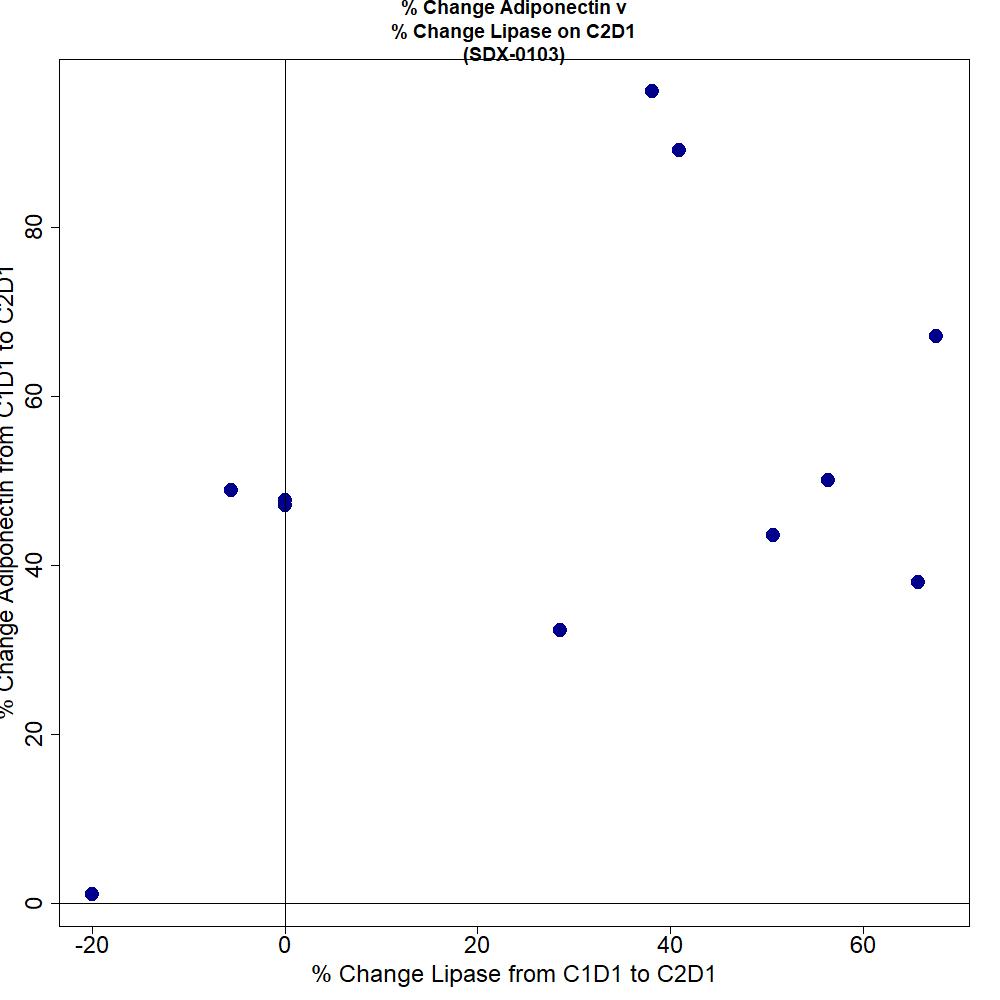 % Change Adiponectin v
% Change Lipase on C2D1
(SDX-0103)
% Change Adiponectin from C1D1 to C2D1
80
60
40
20
0
-20 0 20 40 60
% Change Lipase from C1D1 to C2D1